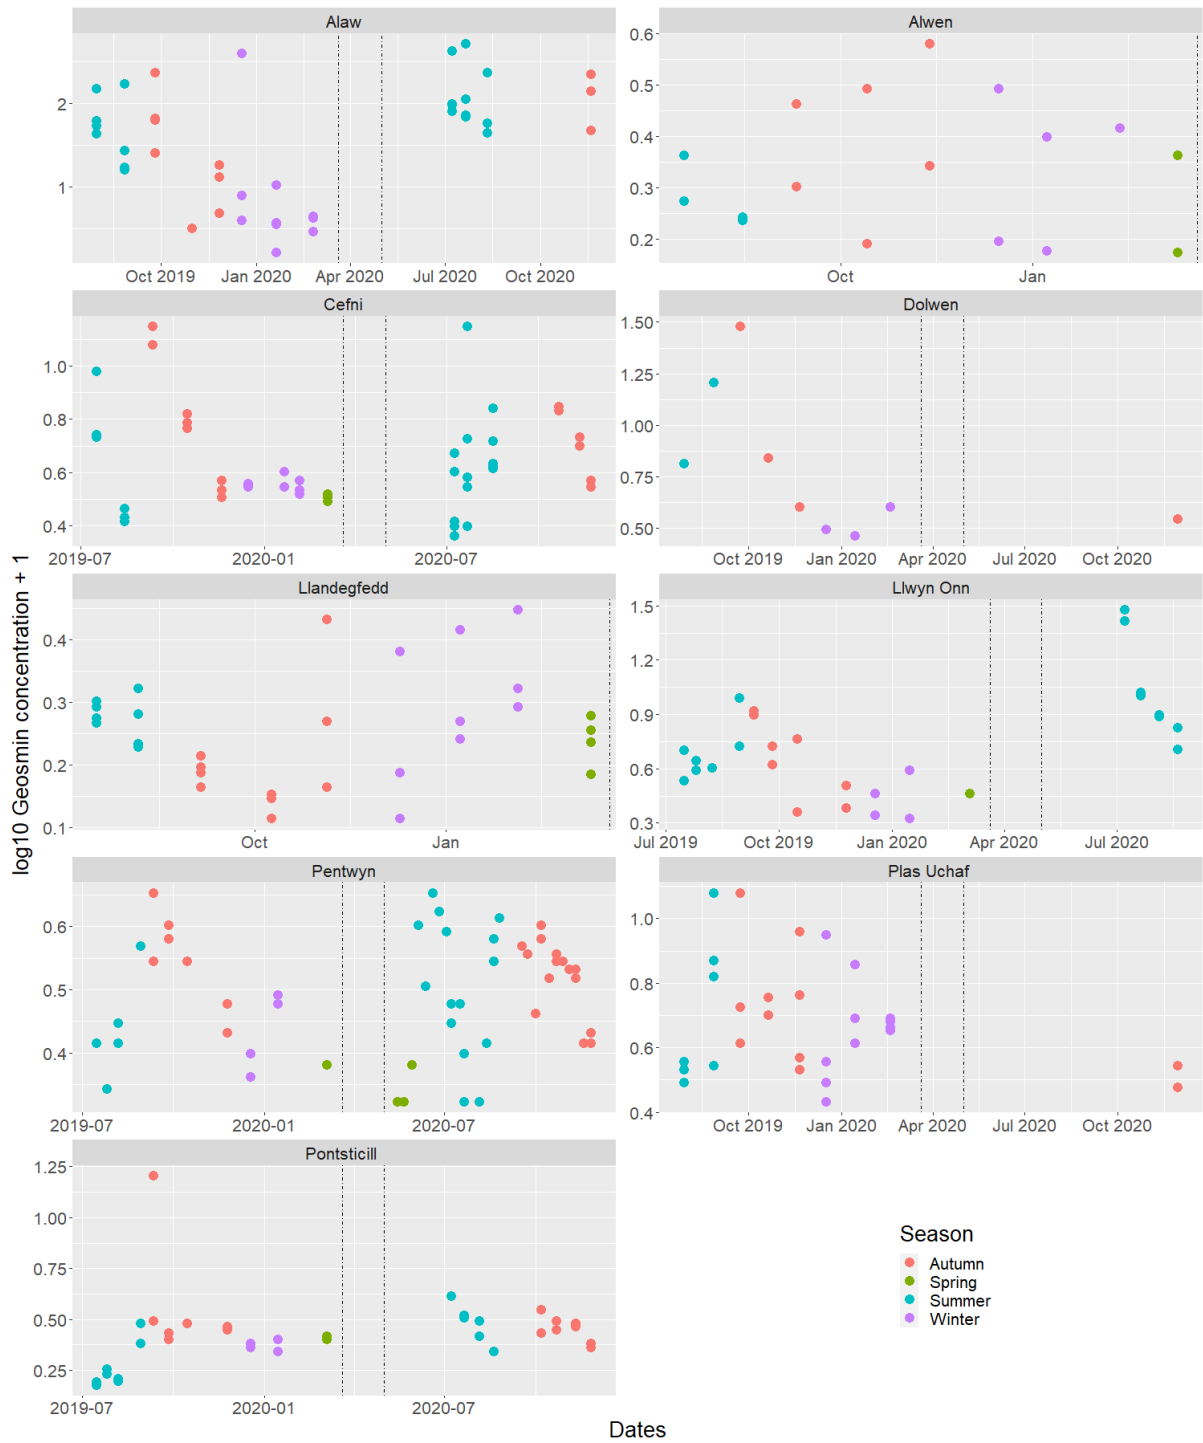 Alaw
Alwen
2
1
Oct 2019 Jan 2020 Apr 2020 Jul 2020 Oct 2020
0.6
0.5
0.4
0.3
0.2
Oct Jan
Cefni
Dolwen
1.0
0.8
0.6
0.4
2019-07 2020-01 2020-07
1.50
1.25
1.00
0.75
0.50
Oct 2019 Jan 2020 Apr 2020 Jul 2020 Oct 2020
Llandegfedd
Llwyn Onn
0.4
0.3
0.2
0.1
Oct Jan
1.5
1.2
0.9
0.6
0.3
Jul 2019 Oct 2019 Jan 2020 Apr 2020 Jul 2020
Pentwyn
Plas Uchaf
0.6
0.5
0.4
2019-07 2020-01 2020-07
1.0
0.8
0.6
0.4
Oct 2019 Jan 2020 Apr 2020 Jul 2020 Oct 2020
Pontsticill
1.25
1.00
0.75
0.50
0.25
2019-07 2020-01 2020-07
log10 Geosmin concentration + 1
Dates
Season
Autumn
Spring
Summer
Winter